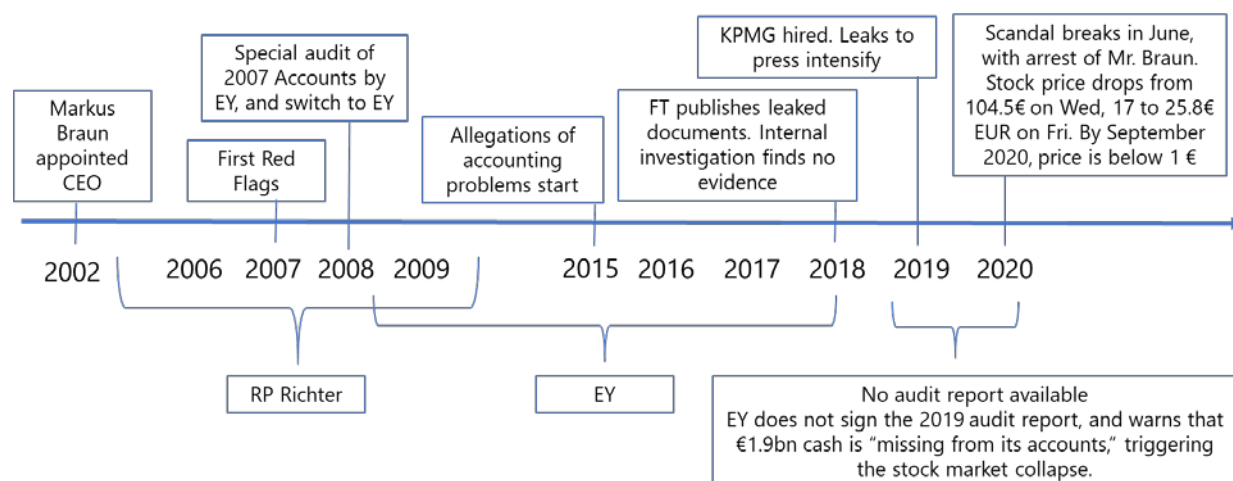 Markus
Braun
appointed
CEO
First Red
Flags
Special audit of
2007 Accounts by
EY, and switch to EY
Allegations of
accounting
problems start
FT publishes leaked
documents. Internal
investigation finds no
evidence
KPMG hired. Leaks to
press intensify
Scandal breaks in June,
with arrest of Mr. Braun.
Stock price drops from
104.5€ on Wed, 17 to 25.8€
EUR on Fri. By September
2020, price is below 1 €
2002 2006 2007 2008 2009 2015 2016 2017 2018 2019 2020
RP Richter
EY
No audit report available
EY does not sign the 2019 audit report, and warns that
€1.9bn cash is “missing from its accounts,” triggering
the stock market collapse.